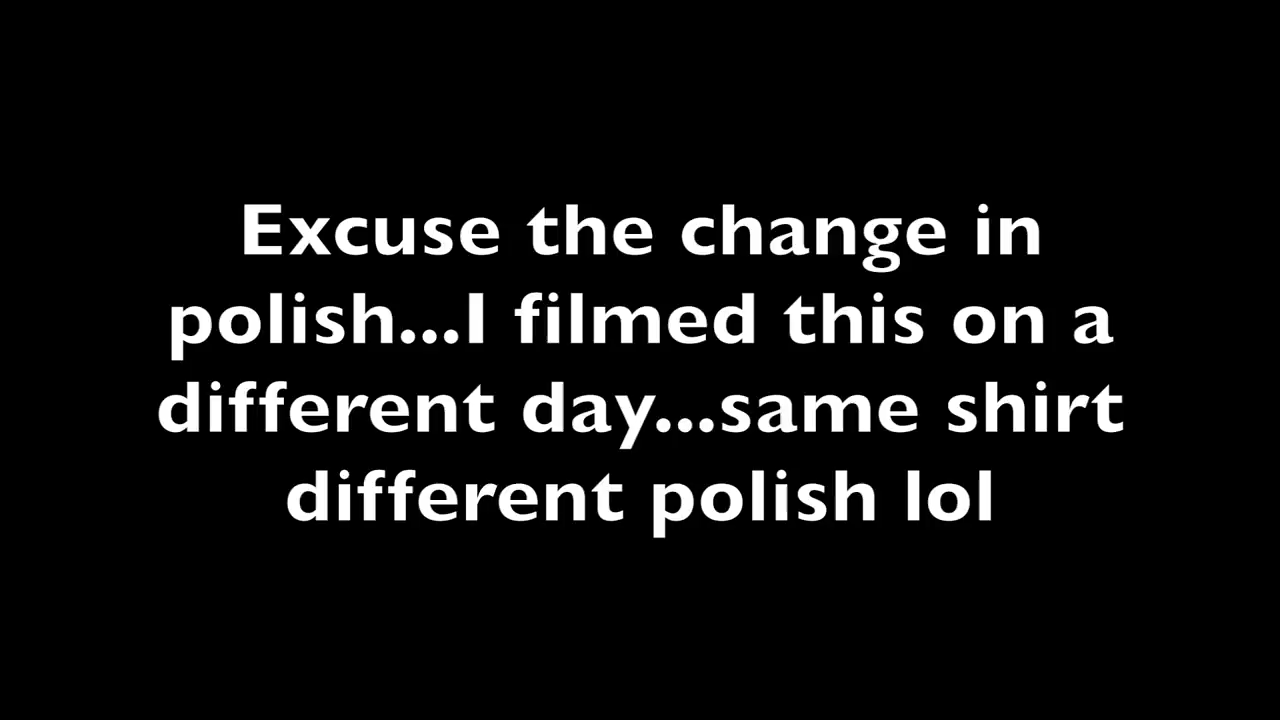 Excuse the change in
polish...I filmed this on a
different day...same shirt
different polish lol